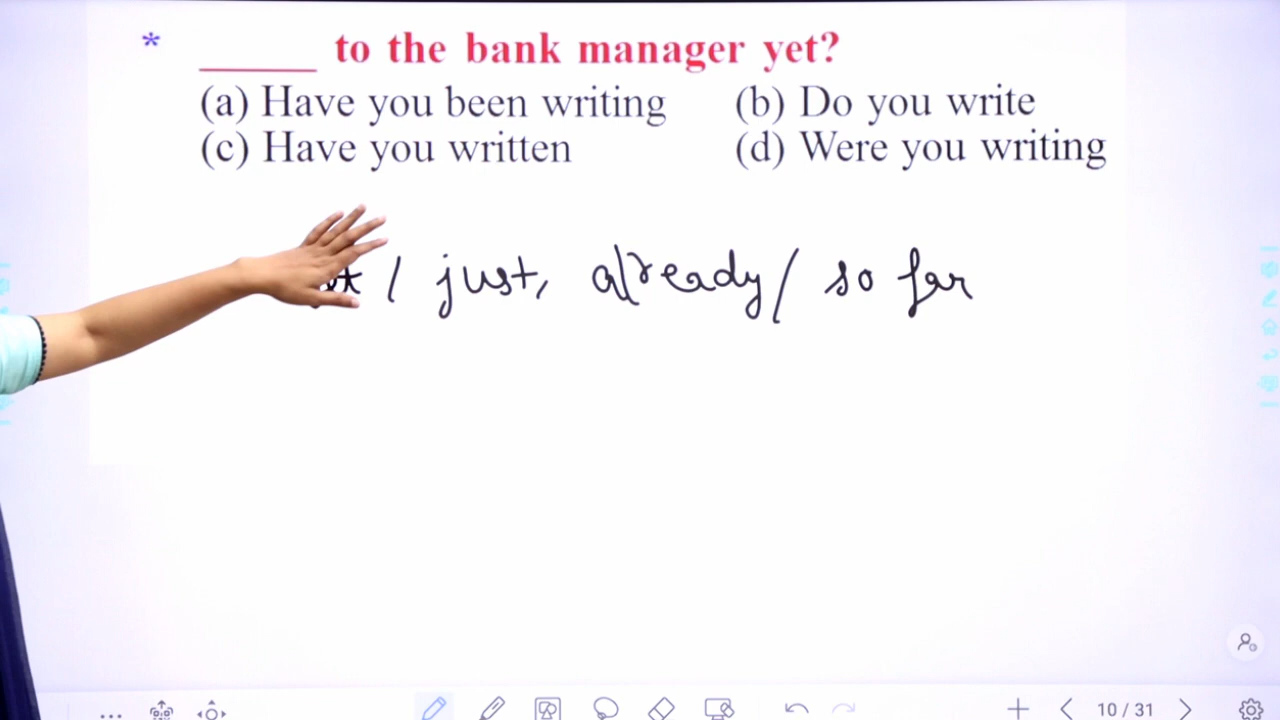 * ______ to the bank manager yet?
(a) Have you been writing (b) Do you write
(c) Have you written (d) Were you writing
/ just, already / so far
10 / 31